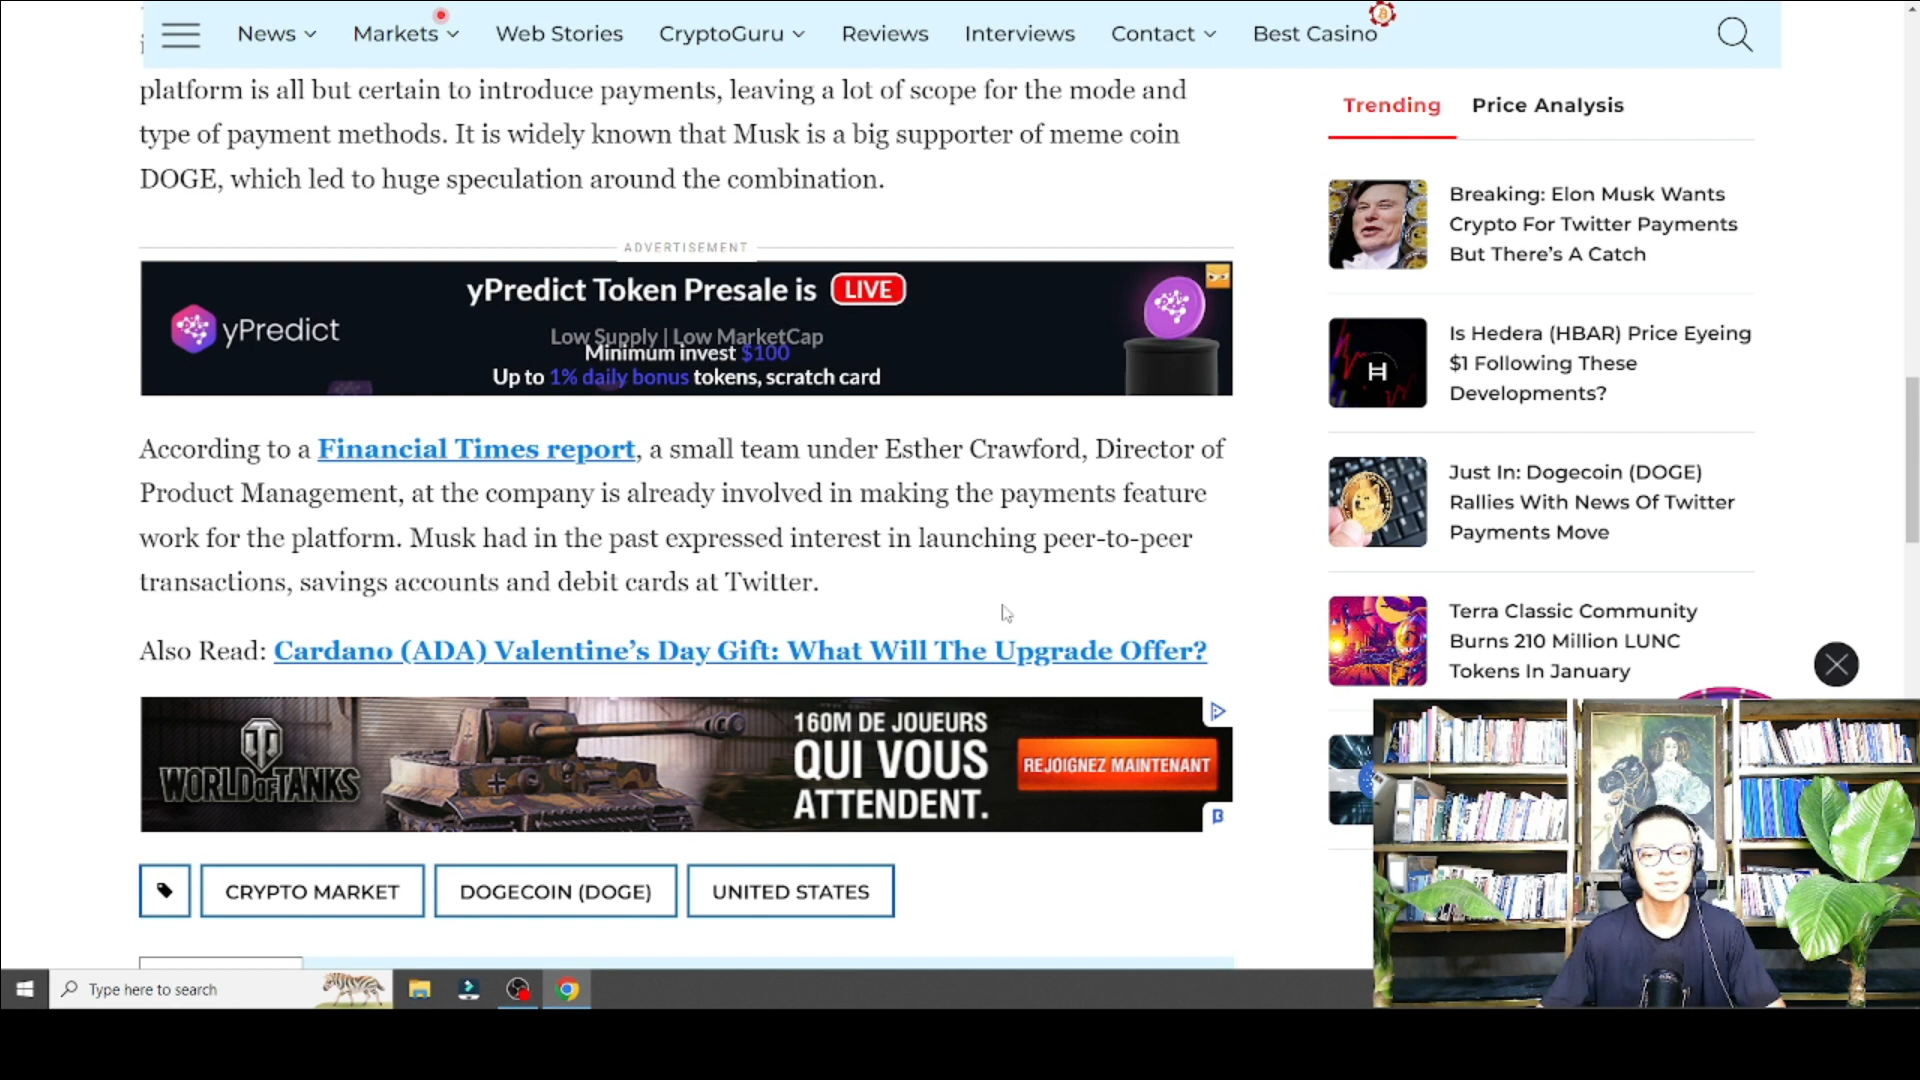 News
Markets
Web Stories
CryptoGuru
Reviews
Interviews
Contact
Best Casino
platform is all but certain to introduce payments, leaving a lot of scope for the mode and
type of payment methods. It is widely known that Musk is a big supporter of meme coin
DOGE, which led to huge speculation around the combination.
ADVERTISEMENT
yPredict
yPredict Token Presale is LIVE
Low Supply | Low MarketCap
Minimum invest $100
Up to 1% daily bonus tokens, scratch card
According to a Financial Times report, a small team under Esther Crawford, Director of
Product Management, at the company is already involved in making the payments feature
work for the platform. Musk had in the past expressed interest in launching peer-to-peer
transactions, savings accounts and debit cards at Twitter.
Also Read: Cardano (ADA) Valentine’s Day Gift: What Will The Upgrade Offer?
WORLD OF TANKS
160M DE JOUEURS
QUI VOUS
ATTENDENT.
REJOIGNEZ MAINTENANT
CRYPTO MARKET
DOGECOIN (DOGE)
UNITED STATES
Trending
Price Analysis
Breaking: Elon Musk Wants
Crypto For Twitter Payments
But There’s A Catch
Is Hedera (HBAR) Price Eyeing
$1 Following These
Developments?
Just In: Dogecoin (DOGE)
Rallies With News Of Twitter
Payments Move
Terra Classic Community
Burns 210 Million LUNC
Tokens In January
Type here to search